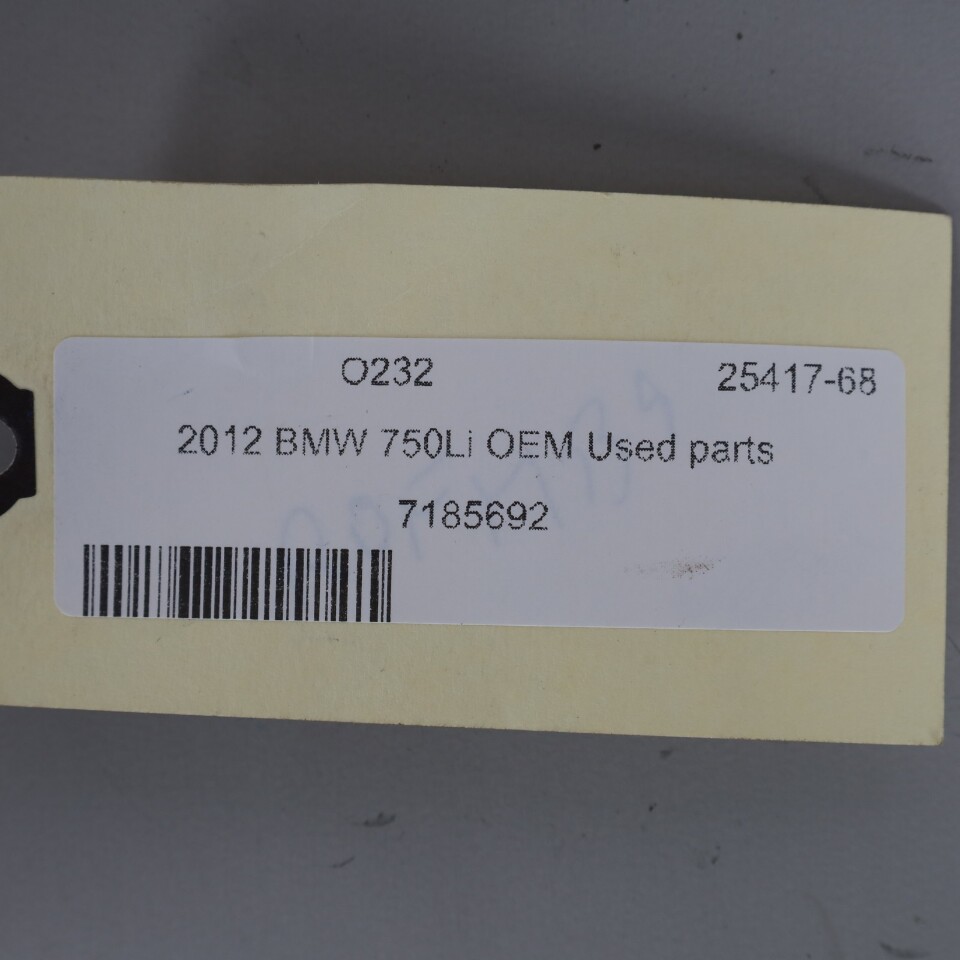 O232 25417-68
2012 BMW 750Li OEM Used parts
7185692